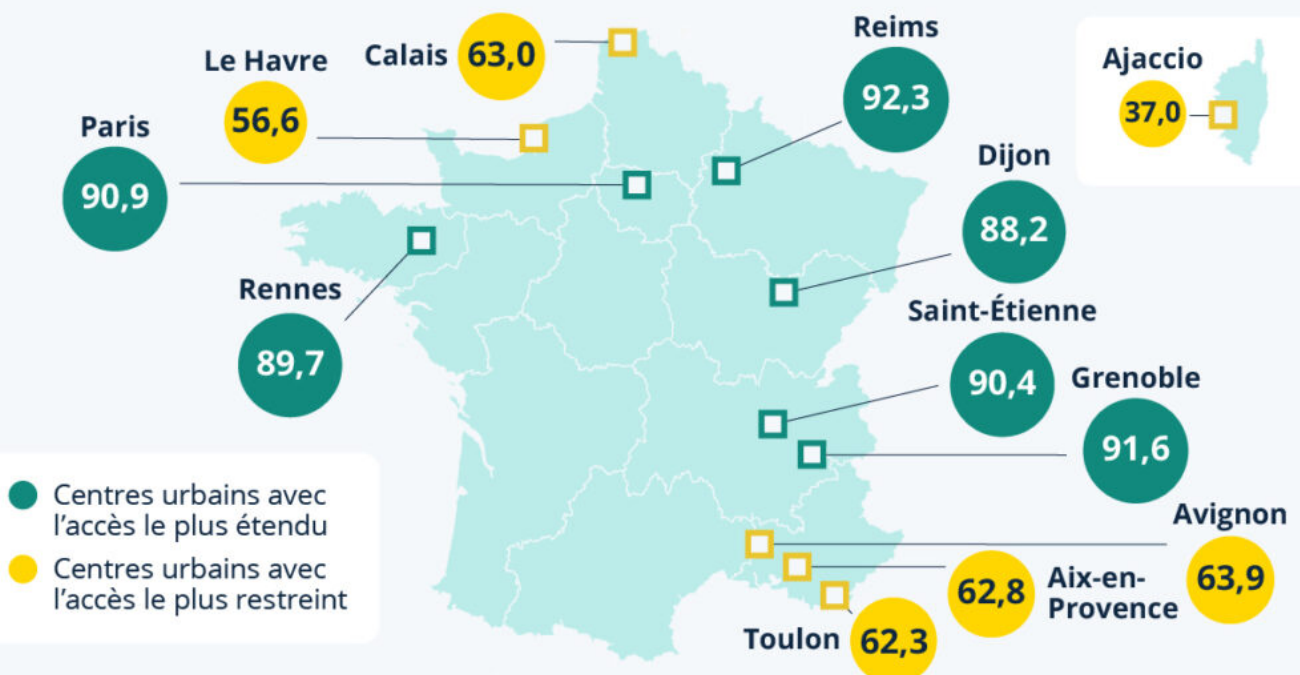 Reims
92,3
Calais
63,0
Le Havre
56,6
Ajaccio
37,0
Paris
90,9
Dijon
88,2
Rennes
89,7
Saint-Étienne
90,4
Grenoble
91,6
Centres urbains avec
l'accès le plus étendu
Centres urbains avec
l'accès le plus restreint
Avignon
63,9
Aix-en-
Provence
62,8
Toulon
62,3